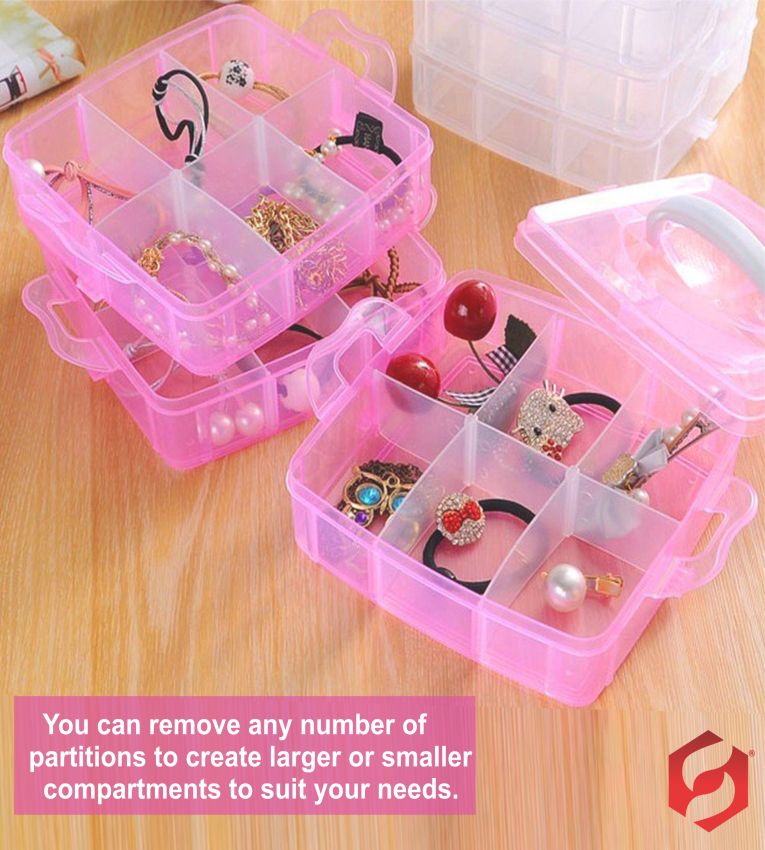 You can remove any number of
partitions to create larger or smaller
compartments to suit your needs.
®